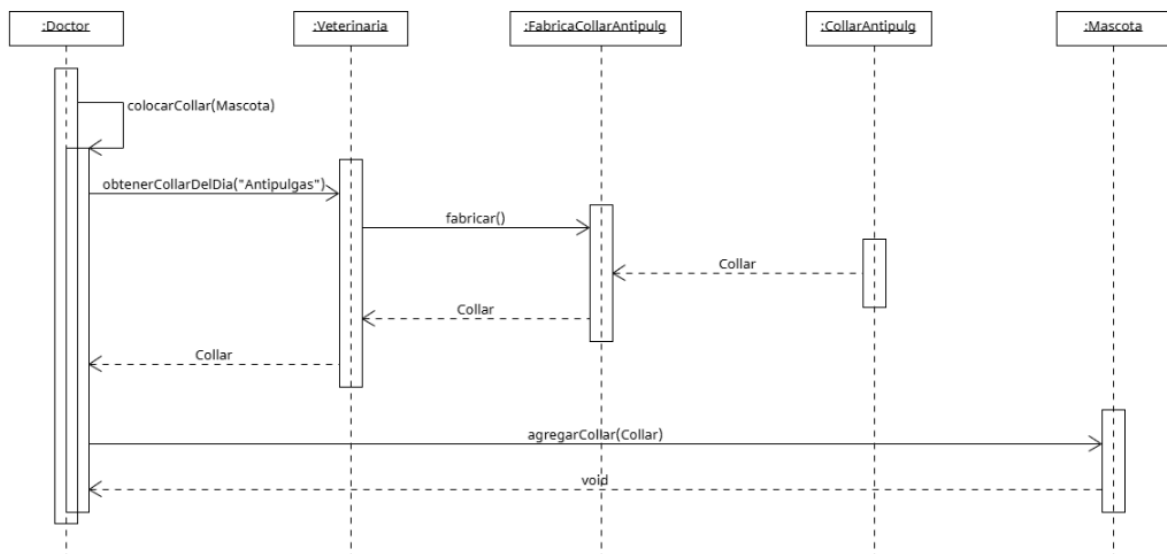 :Doctor
:Veterinaria
:FabricaCollarAntipulg
:CollarAntipulg
:Mascota
colocarCollar(Mascota)
obtenerCollarDelDia("Antipulgas")
fabricar()
Collar
Collar
Collar
agregarCollar(Collar)
void